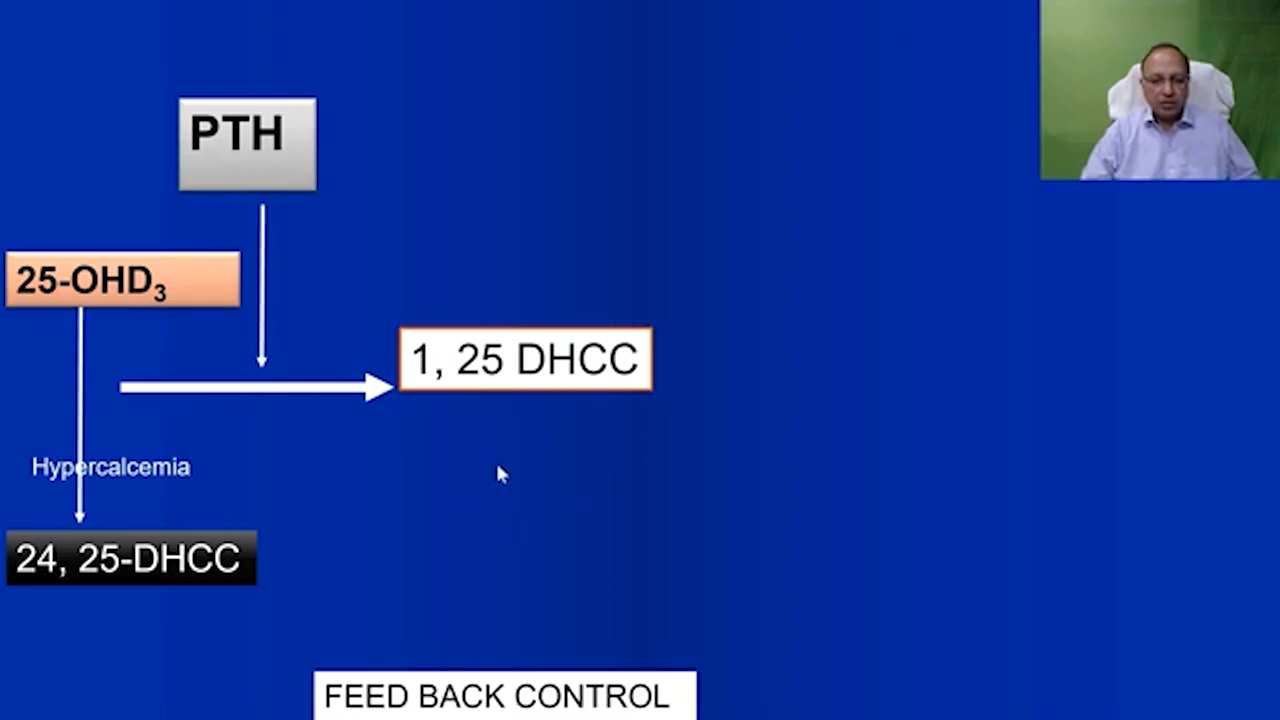 PTH
25-OHD₃
1, 25 DHCC
Hypercalcemia
24, 25-DHCC
FEED BACK CONTROL